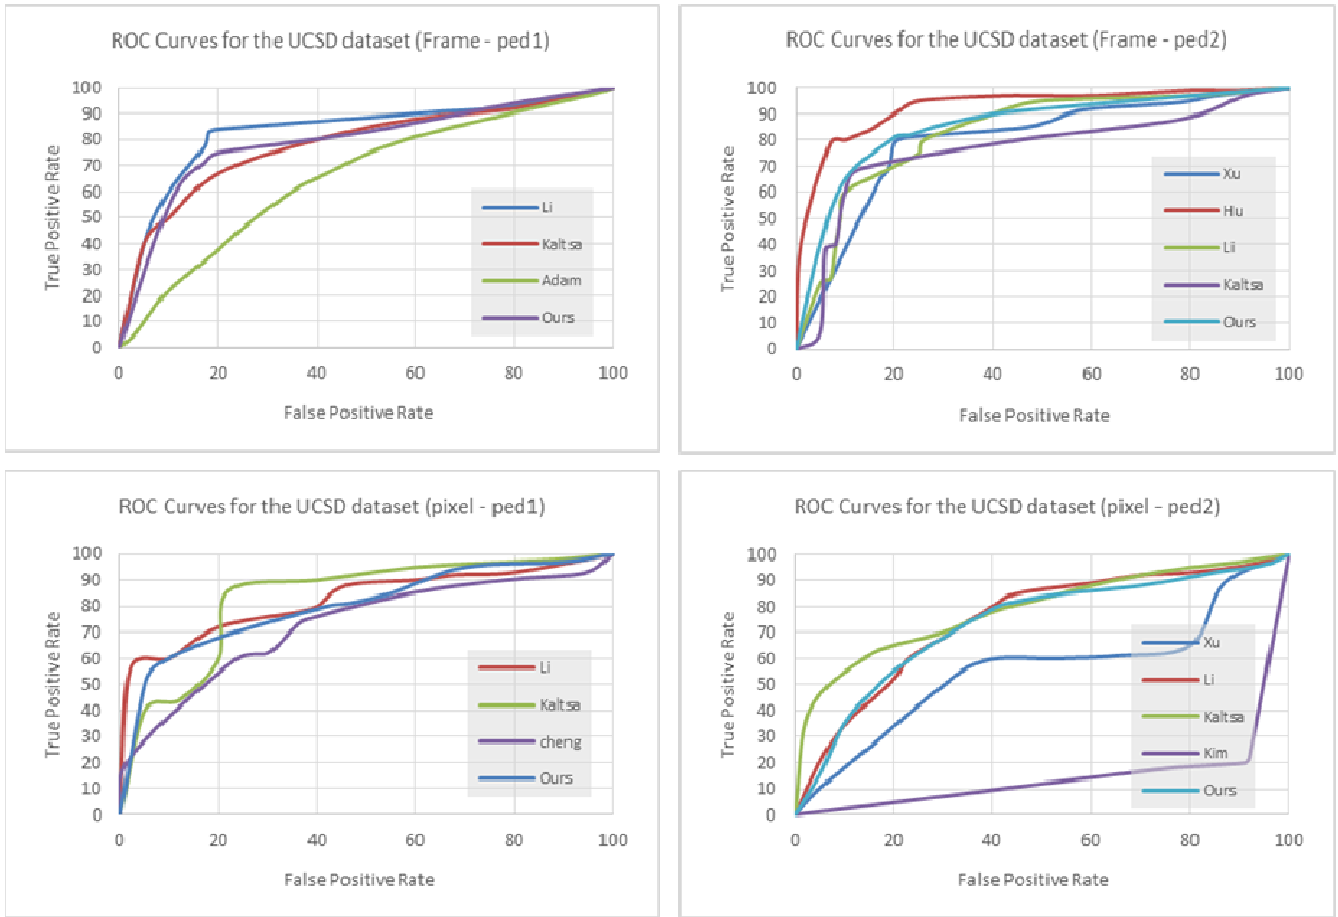 ROC Curves for the UCSD dataset (Frame - ped1)
100
90
80
70
60
50
40
30
20
10
0
True Positive Rate
0 20 40 60 80 100
False Positive Rate
Li
Kaltsa
Adam
Ours
ROC Curves for the UCSD dataset (Frame - ped2)
100
90
80
70
60
50
40
30
20
10
0
True Positive Rate
0 20 40 60 80 100
False Positive Rate
Xu
Hu
Li
Kaltsa
Ours
ROC Curves for the UCSD dataset (pixel - ped1)
100
90
80
70
60
50
40
30
20
10
0
True Positive Rate
0 20 40 60 80 100
False Positive Rate
Li
Kaltsa
cheng
Ours
ROC Curves for the UCSD dataset (pixel - ped2)
100
90
80
70
60
50
40
30
20
10
0
True Positive Rate
0 20 40 60 80 100
False Positive Rate
Xu
Li
Kaltsa
Kim
Ours